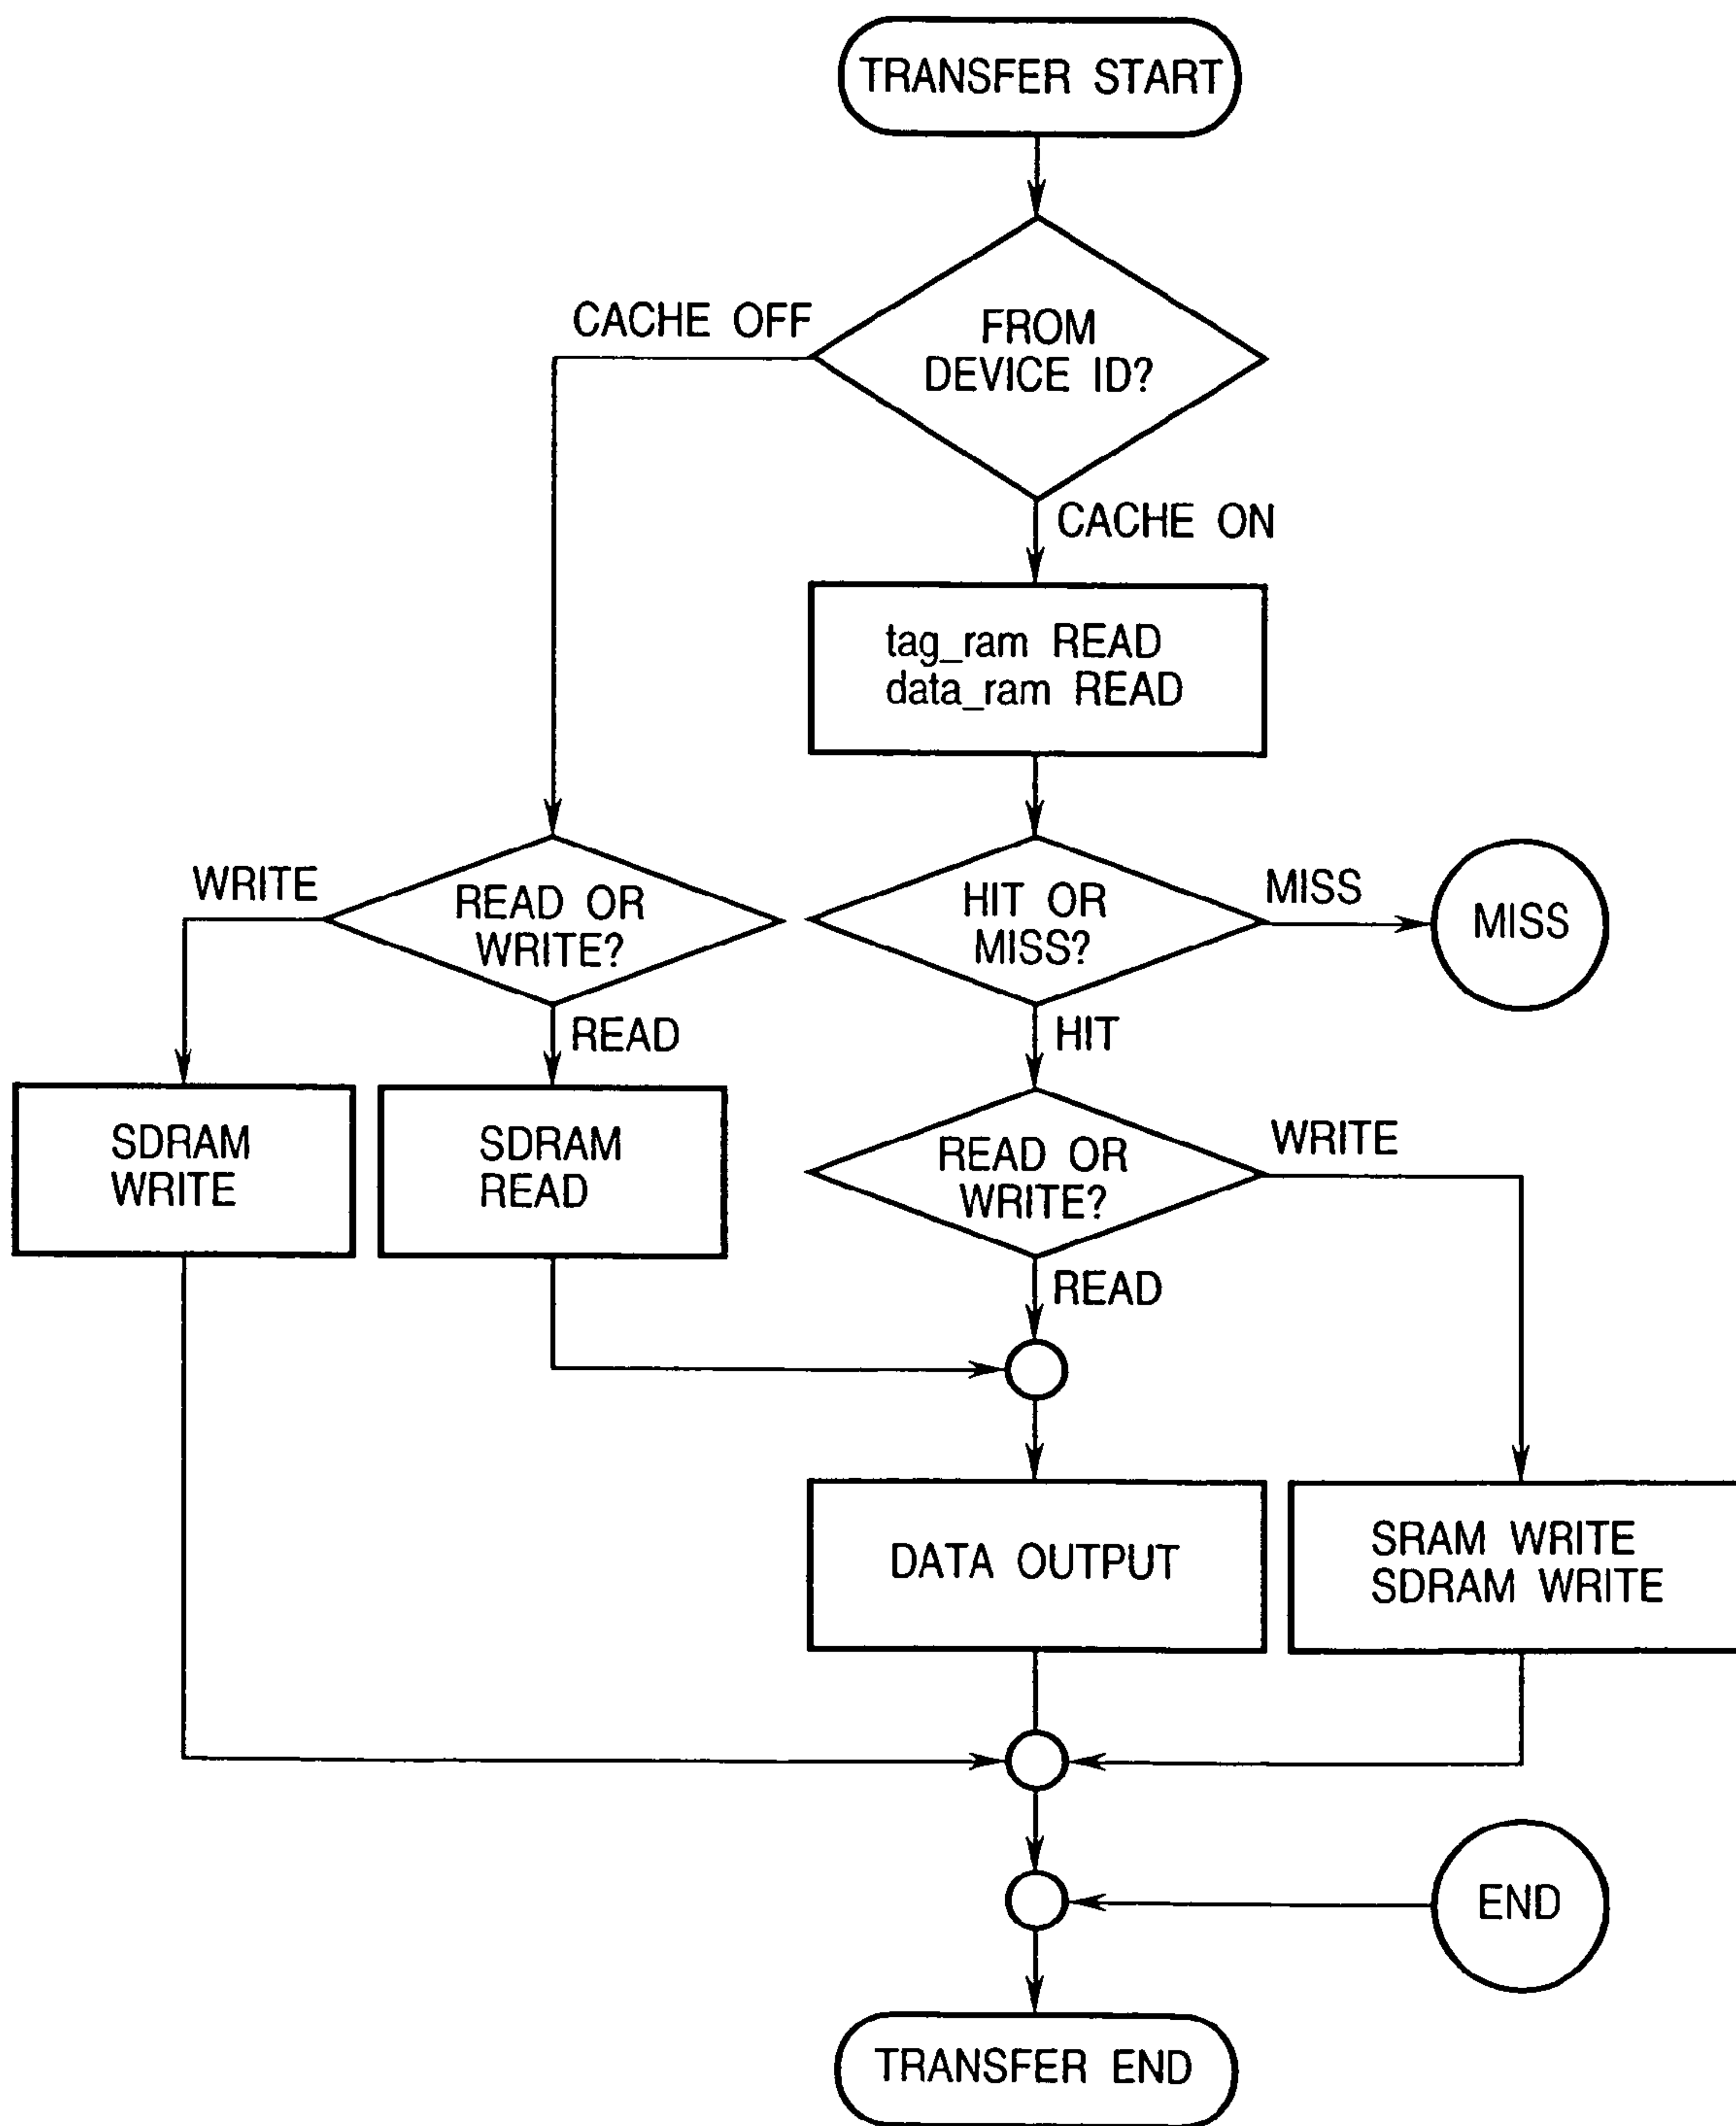 TRANSFER START
CACHE OFF
FROM
DEVICE ID?
CACHE ON
tag_ram READ
data_ram READ
WRITE
READ OR
WRITE?
HIT OR
MISS?
MISS
MISS
READ
HIT
SDRAM
WRITE
SDRAM
READ
READ OR
WRITE?
WRITE
READ
DATA OUTPUT
SRAM WRITE
SDRAM WRITE
END
TRANSFER END